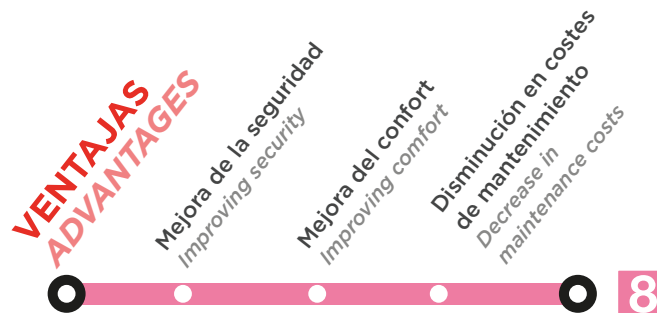 VENTAJAS
ADVANTAGES
Mejora de la seguridad
Improving security
Mejora del confort
Improving comfort
Disminución en costes
de mantenimiento
Decrease in
maintenance costs
8